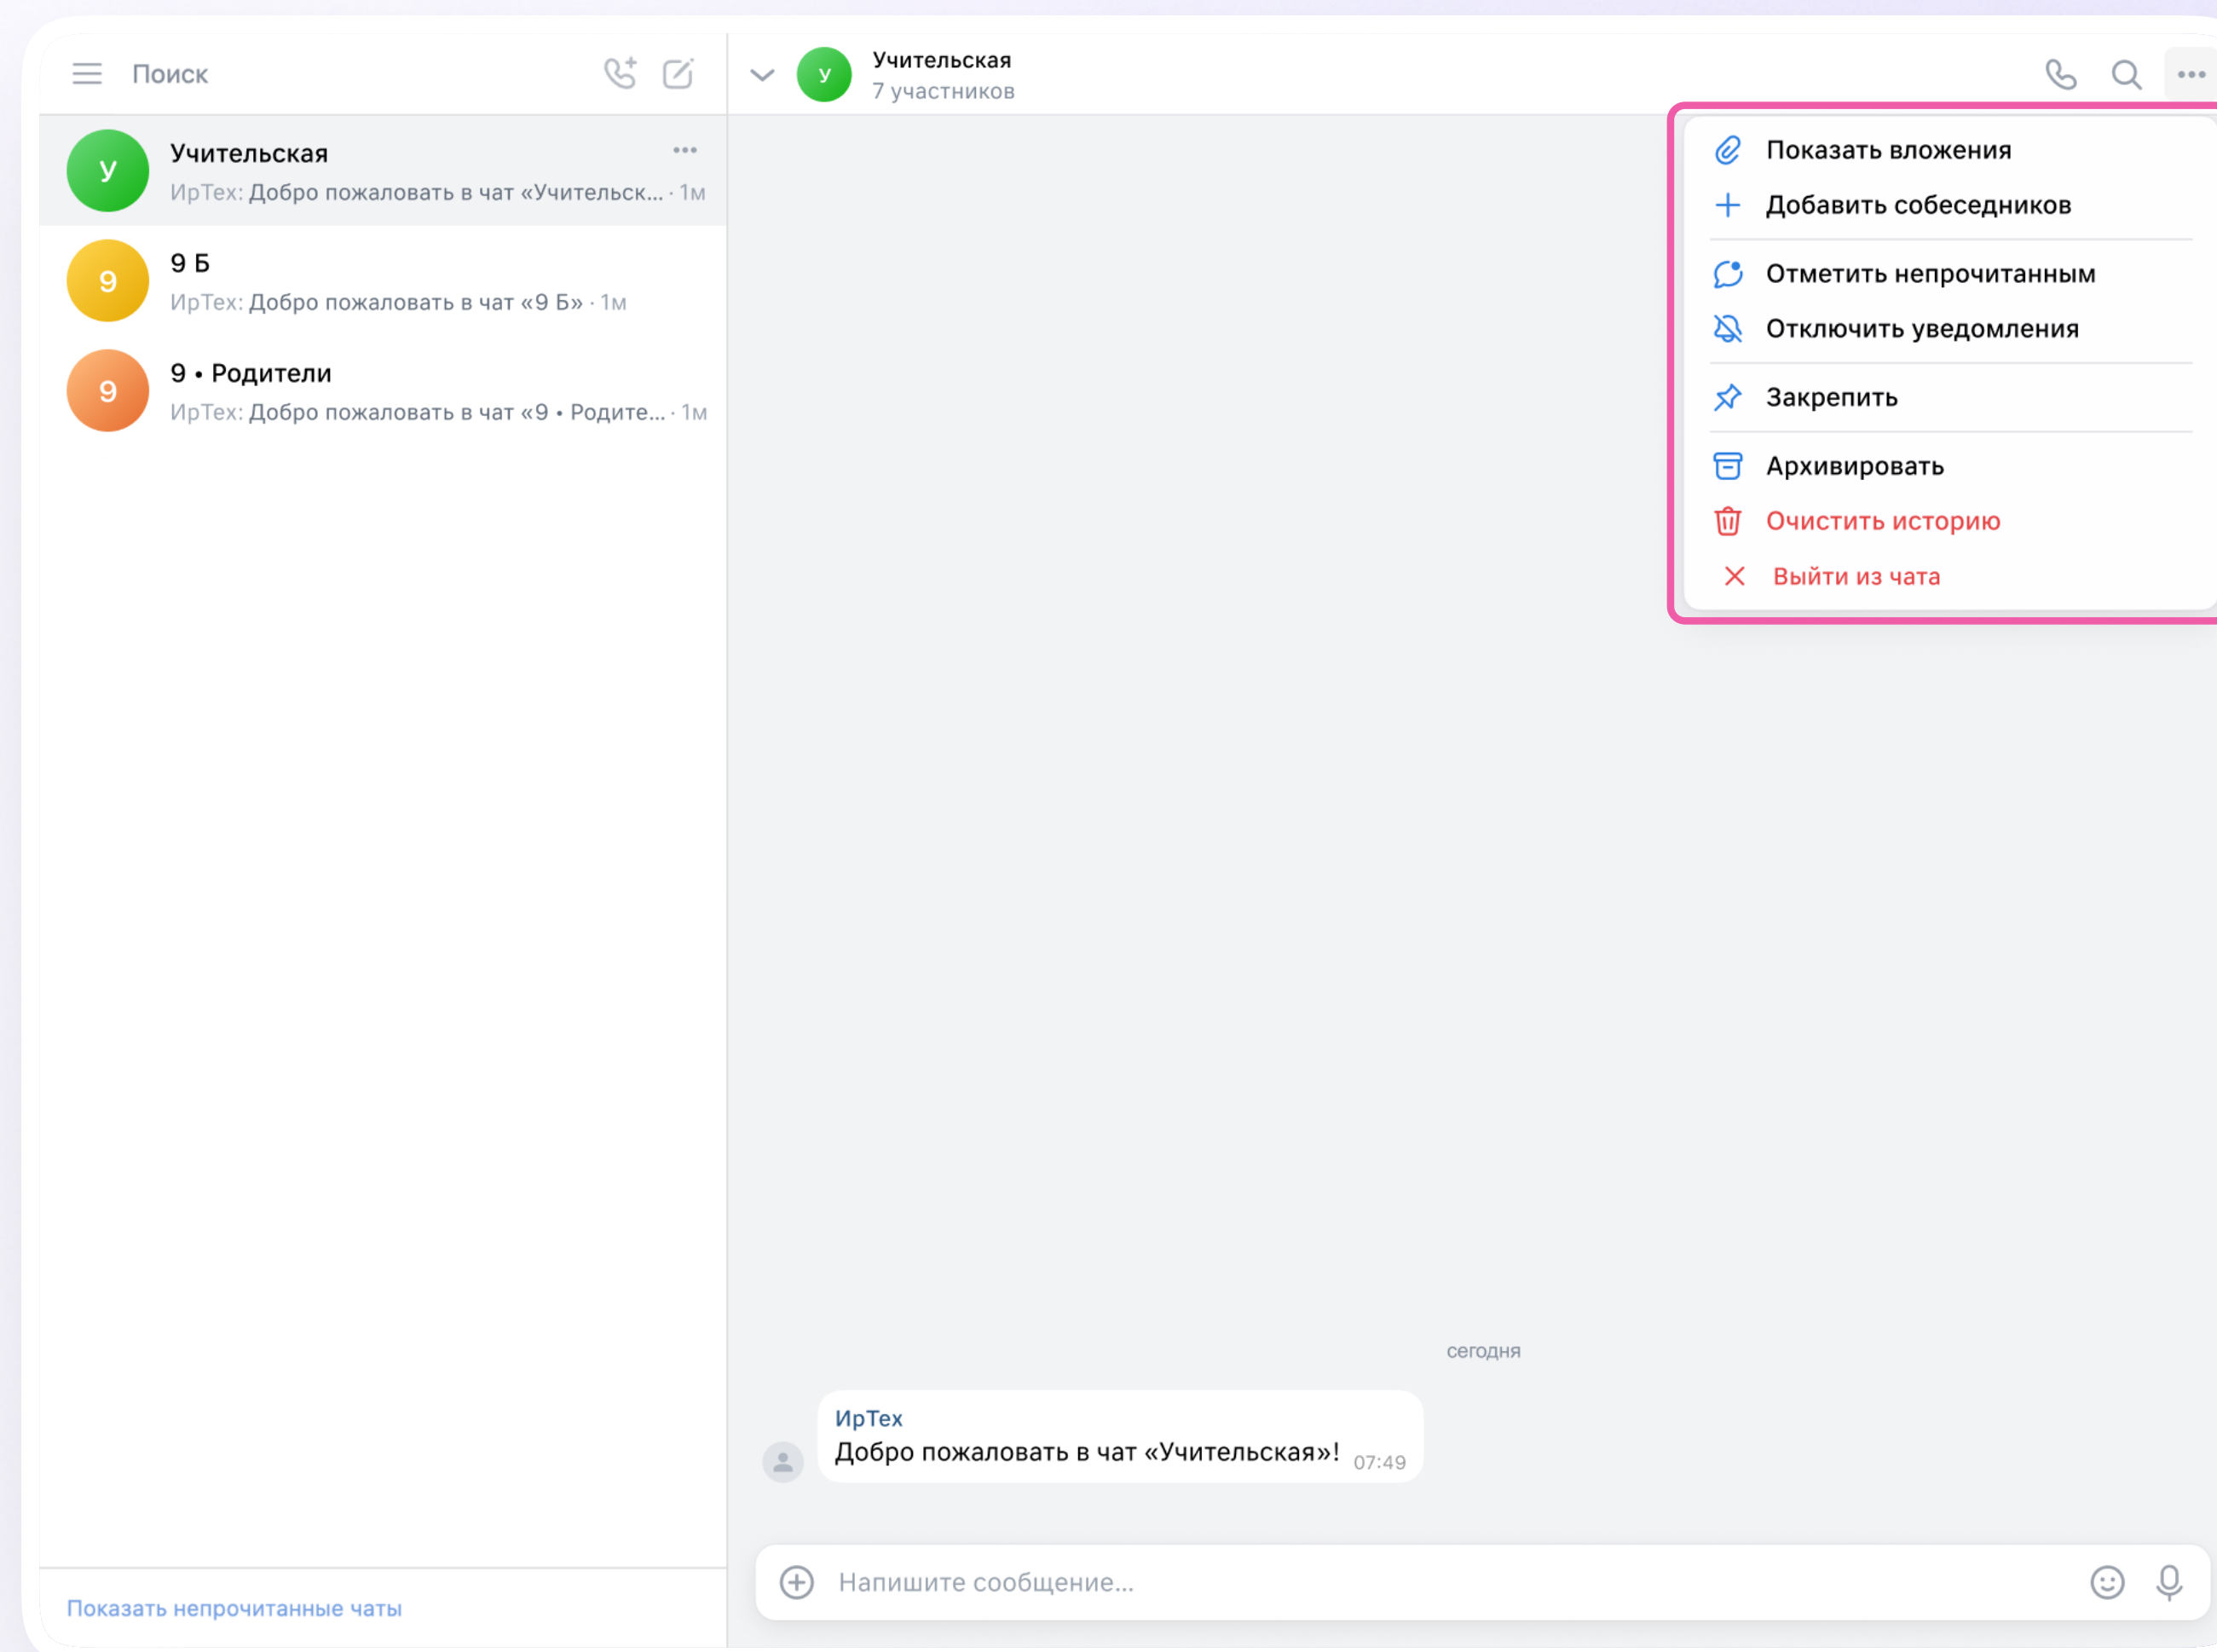 Поиск
У
Учительская
ИрТех: Добро пожаловать в чат «Учительск... · 1м
9
9 Б
ИрТех: Добро пожаловать в чат «9 Б» · 1м
9
9 • Родители
ИрТех: Добро пожаловать в чат «9 • Родите... · 1м
Показать непрочитанные чаты
У
Учительская
7 участников
Показать вложения
Добавить собеседников
Отметить непрочитанным
Отключить уведомления
Закрепить
Архивировать
Очистить историю
Выйти из чата
сегодня
ИрТех
Добро пожаловать в чат «Учительская»! 07:49
Напишите сообщение...